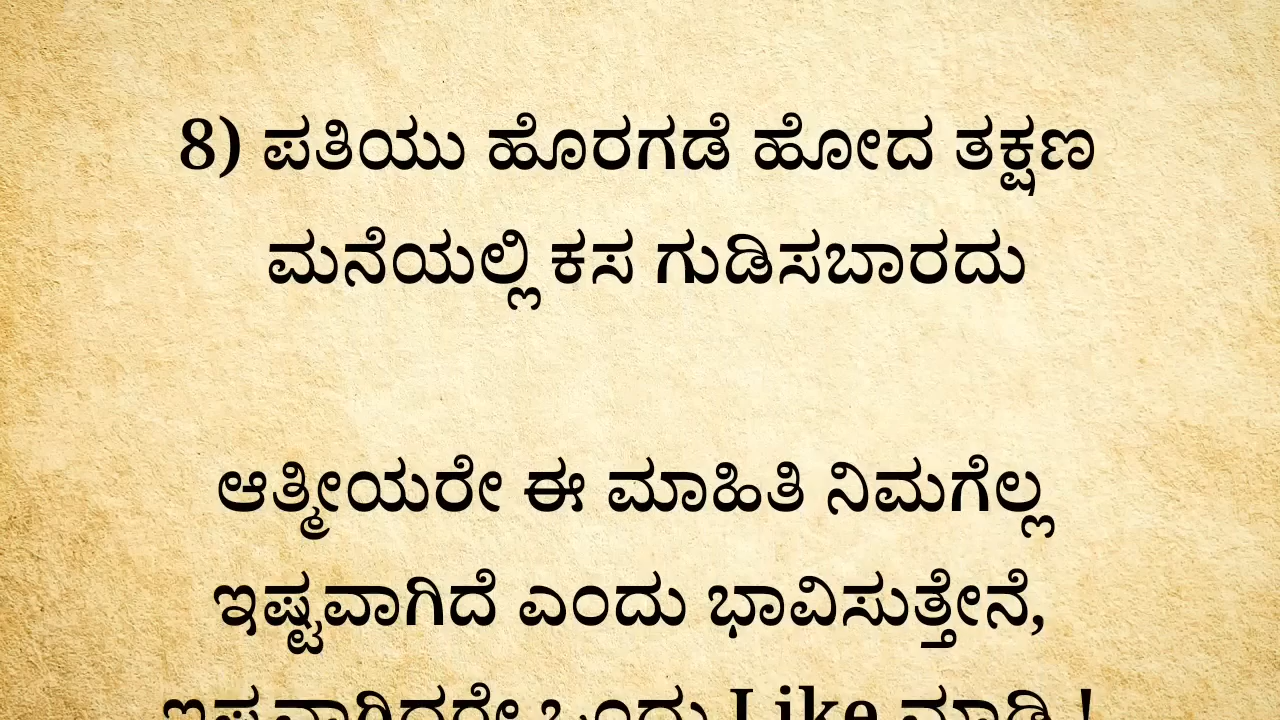 8) ಪತಿಯು ಹೊರಗಡೆ ಹೋದ ತಕ್ಷಣ
ಮನೆಯಲ್ಲಿ ಕಸ ಗುಡಿಸಬಾರದು
ಆತ್ಮೀಯರೇ ಈ ಮಾಹಿತಿ ನಿಮಗೆಲ್ಲ
ಇಷ್ಟವಾಗಿದೆ ಎಂದು ಭಾವಿಸುತ್ತೇನೆ,
ಇಷ್ಟವಾಗಿದ್ದರೇ ಒಂದು Like ಮಾಡಿ !